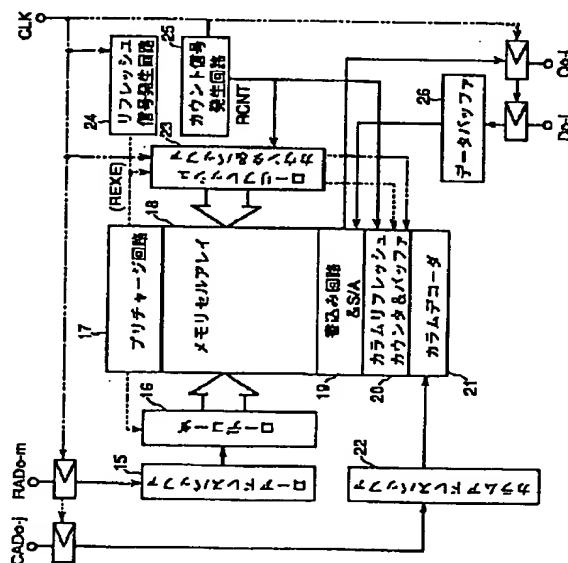 CLK
RADo-m
CADo-j
リフレッシュ
信号発生回路
24
カウント信号
発生回路
25
RCNT
(REXE)
23
ローリフレッシュ
カウンタ&バッファ
17
プリチャージ回路
18
メモリセルアレイ
19
書込み回路
&S/A
20
カラムリフレッシュ
カウンタ&バッファ
21
カラムデコーダ
16
ローデコーダ
15
ローアドレスバッファ
22
カラムアドレスバッファ
26
データバッファ